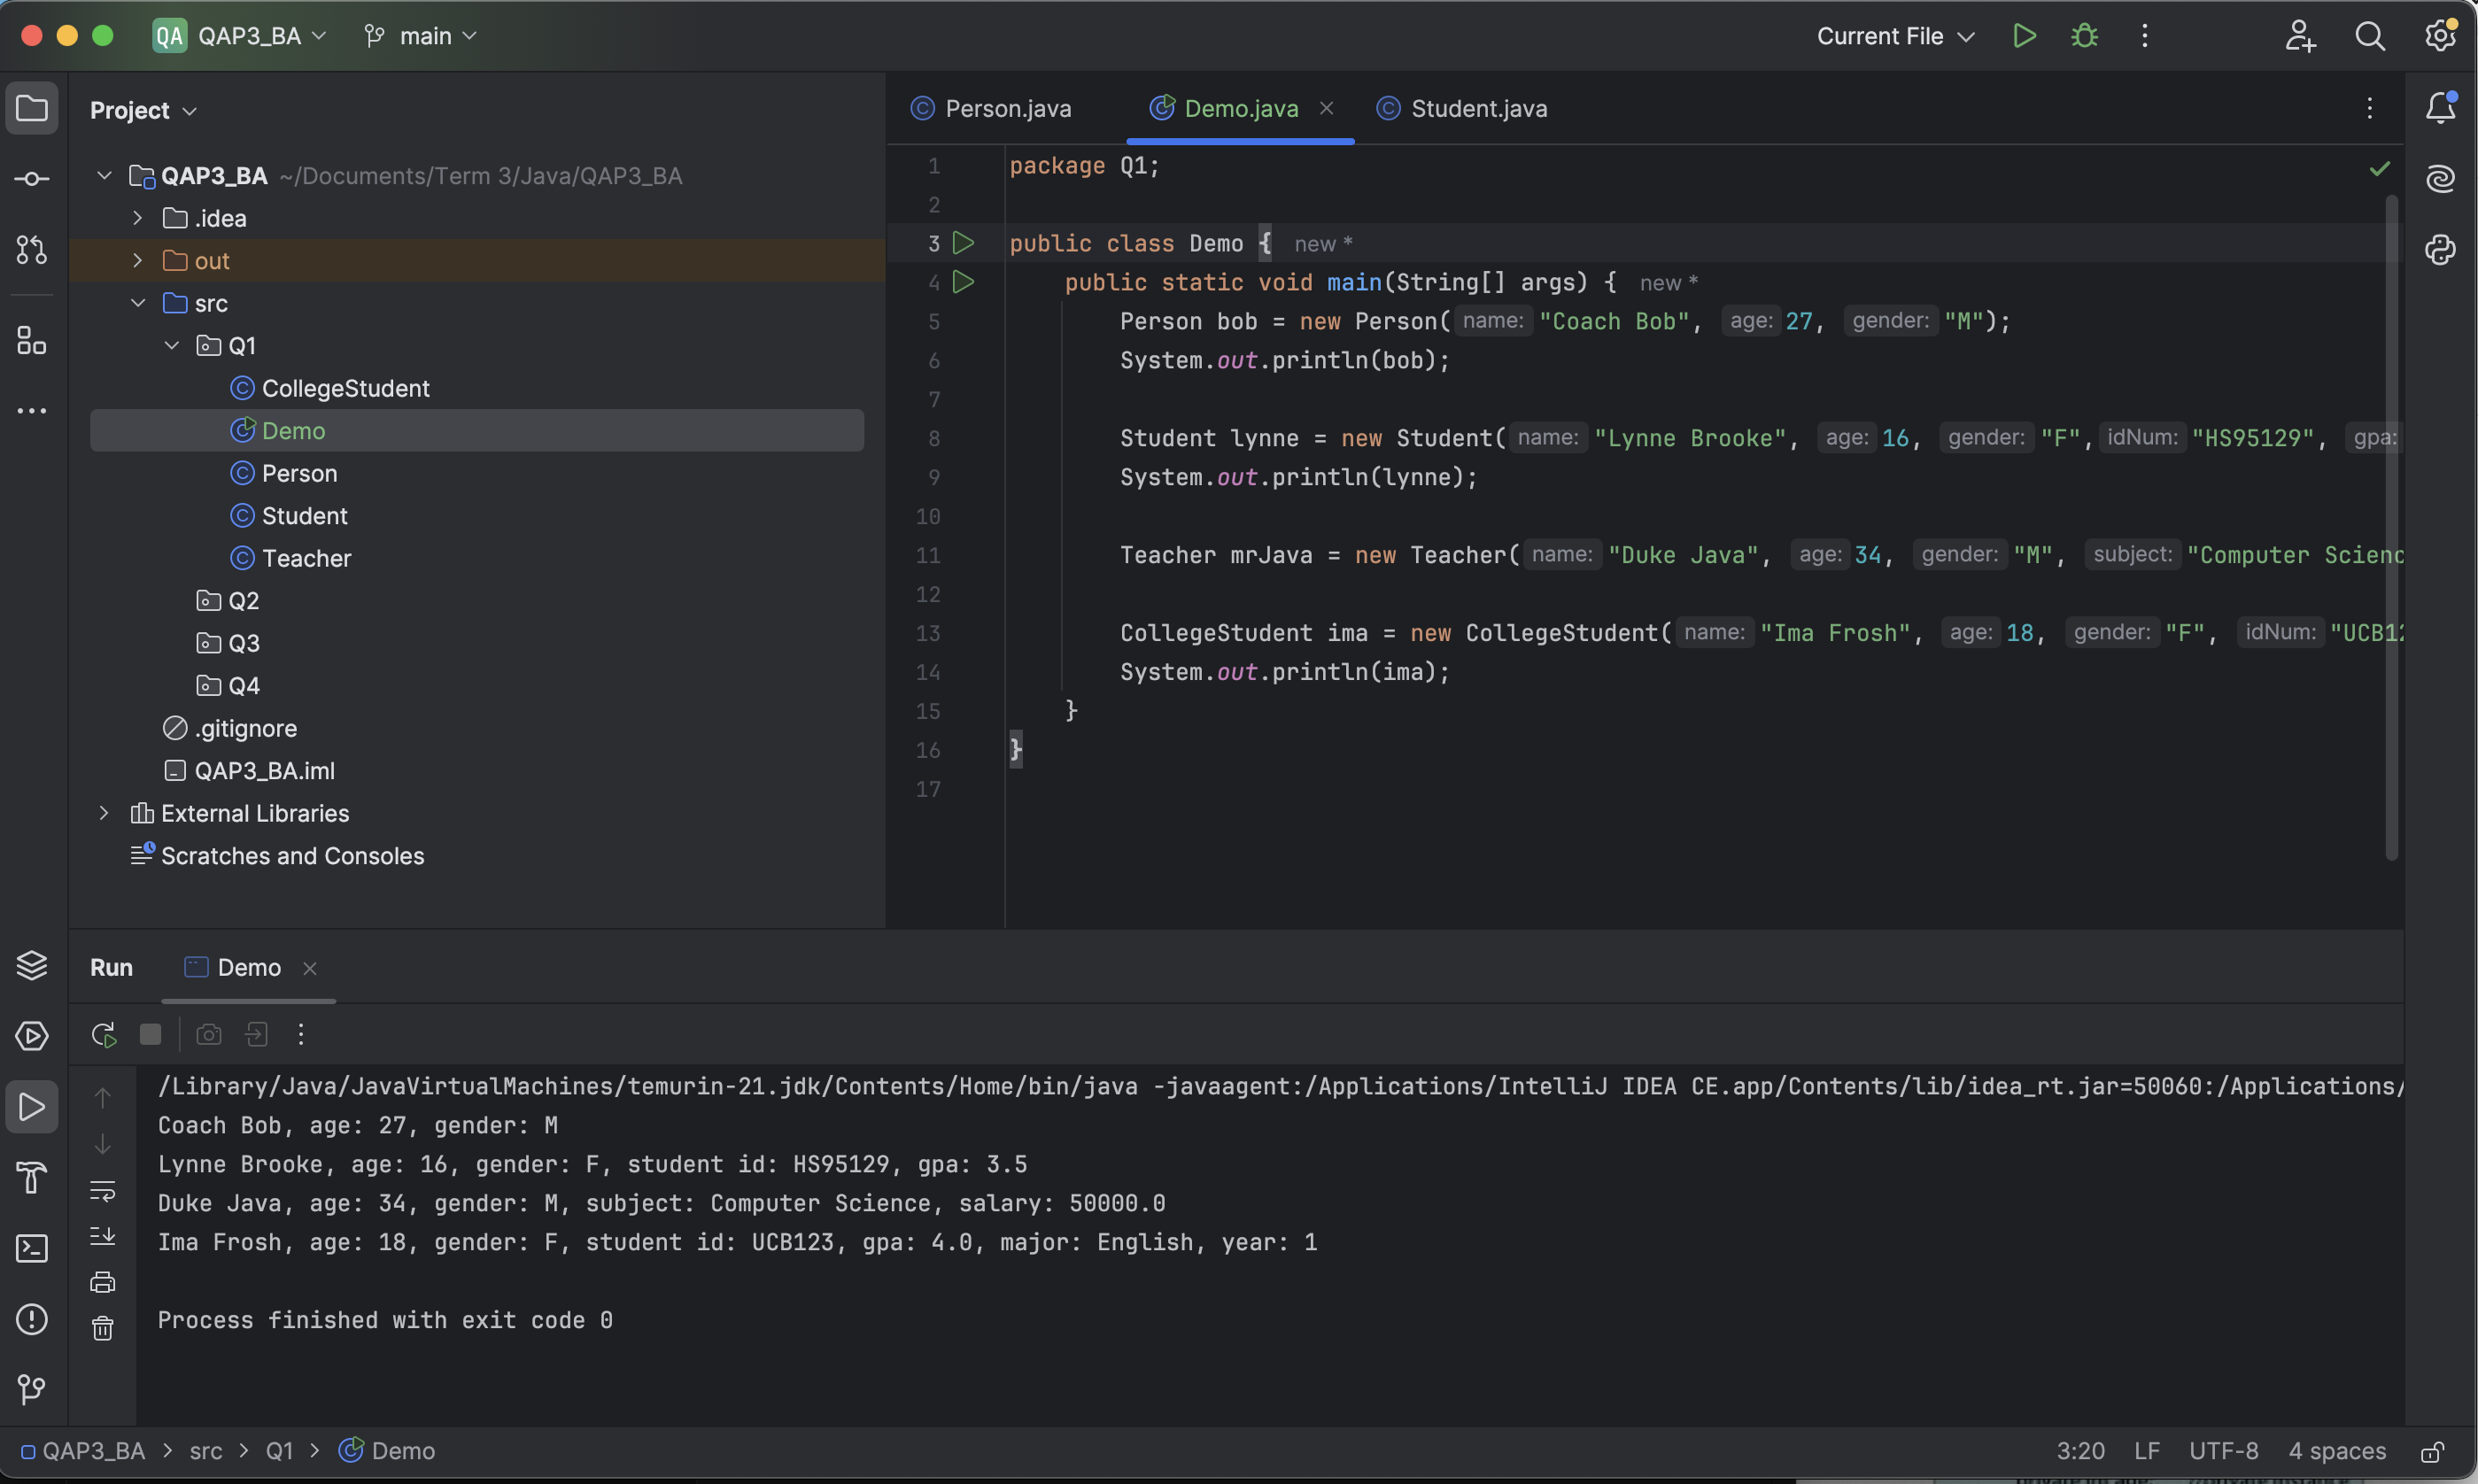 QA QAP3_BA main Current File
Project
QAP3_BA ~/Documents/Term 3/Java/QAP3_BA
.idea
out
src
Q1
CollegeStudent
Demo
Person
Student
Teacher
Q2
Q3
Q4
.gitignore
QAP3_BA.iml
External Libraries
Scratches and Consoles
Person.java Demo.java Student.java
1 package Q1;
2
3 public class Demo { new *
4 public static void main(String[] args) { new *
5 Person bob = new Person( name: "Coach Bob", age: 27, gender: "M");
6 System.out.println(bob);
7
8 Student lynne = new Student( name: "Lynne Brooke", age: 16, gender: "F", idNum: "HS95129", gpa:
9 System.out.println(lynne);
10
11 Teacher mrJava = new Teacher( name: "Duke Java", age: 34, gender: "M", subject: "Computer Scienc
12
13 CollegeStudent ima = new CollegeStudent( name: "Ima Frosh", age: 18, gender: "F", idNum: "UCB12
14 System.out.println(ima);
15 }
16 }
17
Run Demo
/Library/Java/JavaVirtualMachines/temurin-21.jdk/Contents/Home/bin/java -javaagent:/Applications/IntelliJ IDEA CE.app/Contents/lib/idea_rt.jar=50060:/Applications/
Coach Bob, age: 27, gender: M
Lynne Brooke, age: 16, gender: F, student id: HS95129, gpa: 3.5
Duke Java, age: 34, gender: M, subject: Computer Science, salary: 50000.0
Ima Frosh, age: 18, gender: F, student id: UCB123, gpa: 4.0, major: English, year: 1
Process finished with exit code 0
QAP3_BA > src > Q1 > Demo 3:20 LF UTF-8 4 spaces